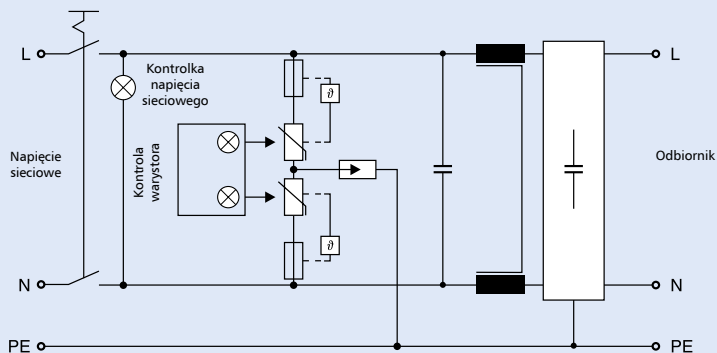 L
Kontrolka
napięcia
sieciowego
ϑ
L
Napięcie
sieciowe
Kontrola
warystora
Odbiornik
ϑ
N
N
PE
PE